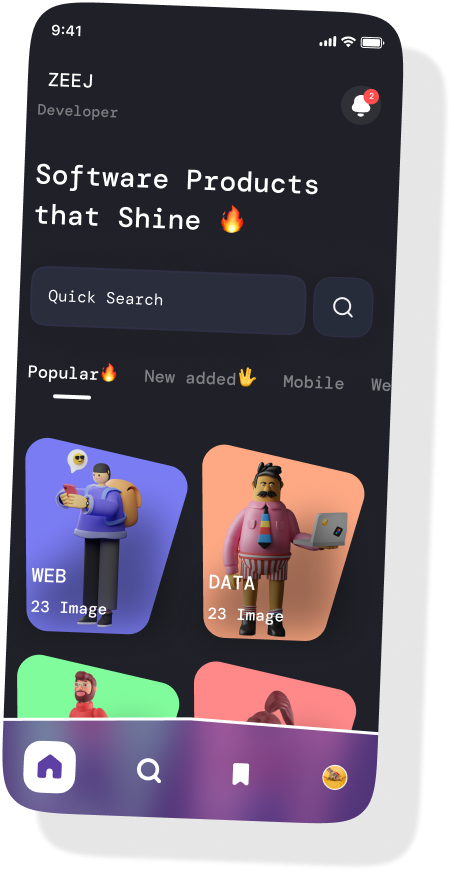 9:41
ZEEJ
2
Developer
Software Products
that Shine 🔥
Quick Search
Popular🔥 New added🖖 Mobile We
WEB
23 Image
DATA
23 Image